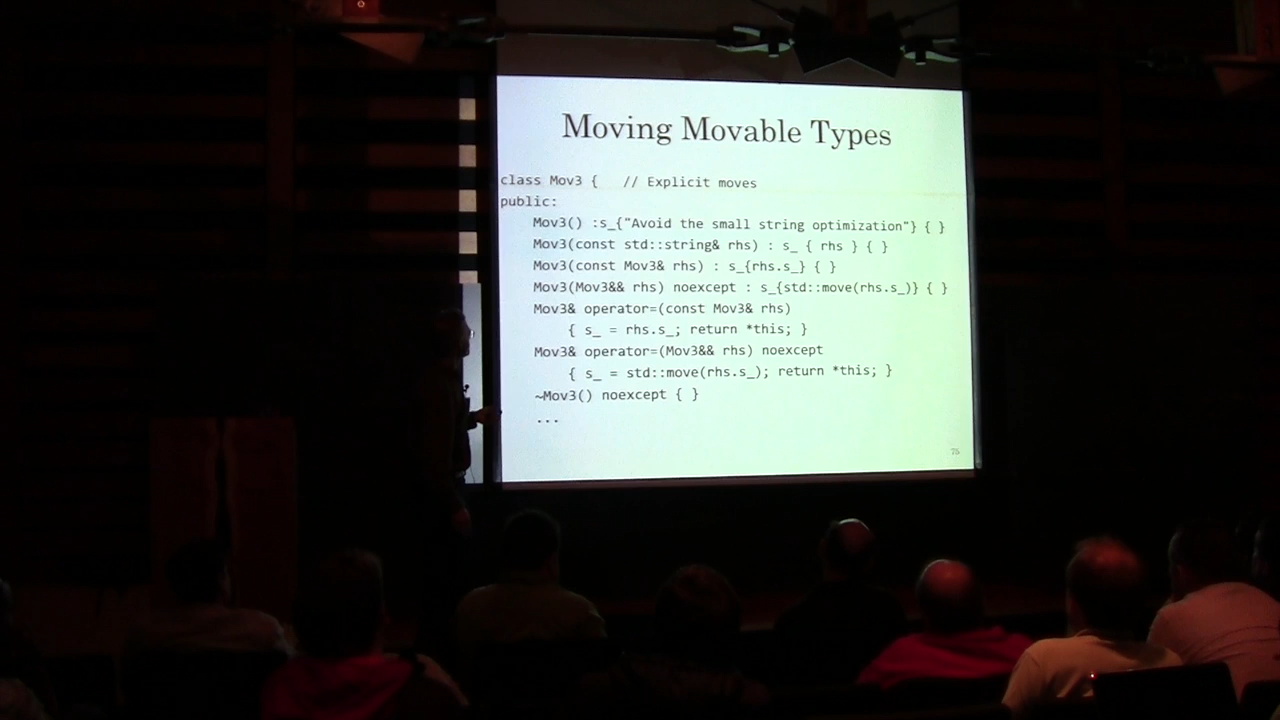 Moving Movable Types
class Mov3 {   // Explicit moves
public:
    Mov3() :s_{"Avoid the small string optimization"} { }
    Mov3(const std::string& rhs) : s_ { rhs } { }
    Mov3(const Mov3& rhs) : s_{rhs.s_} { }
    Mov3(Mov3&& rhs) noexcept : s_{std::move(rhs.s_)} { }
    Mov3& operator=(const Mov3& rhs)
        { s_ = rhs.s_; return *this; }
    Mov3& operator=(Mov3&& rhs) noexcept
        { s_ = std::move(rhs.s_); return *this; }
    ~Mov3() noexcept { }
    ...
75